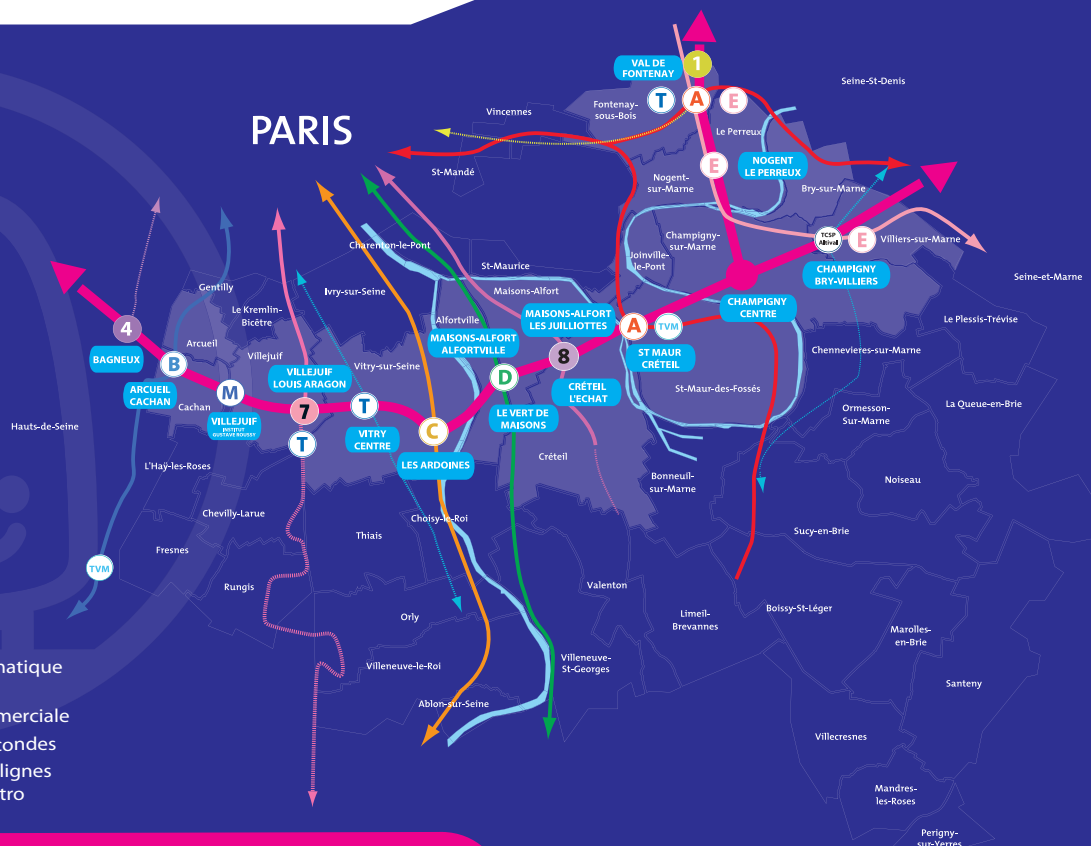 PARIS
VAL DE
FONTENAY
1
T
A
E
Fontenay-
sous-Bois
Seine-St-Denis
Vincennes
Le Perreux
St-Mandé
E
NOGENT
LE PERREUX
Nogent-
sur-Marne
Bry-sur-Marne
TCSP
Altival
E
Villiers-sur-Marne
CHAMPIGNY
BRY-VILLIERS
Champigny-
sur-Marne
Joinville-
le-Pont
Charenton-le-Pont
St-Maurice
Seine-et-Marne
Gentilly
Ivry-sur-Seine
Maisons-Alfort
CHAMPIGNY
CENTRE
Le Kremlin-
Bicêtre
Alfortville
MAISONS-ALFORT
LES JUILLIOTTES
Le Plessis-Trévise
4
A
TVM
BAGNEUX
Arcueil
MAISONS-ALFORT
ALFORTVILLE
ST MAUR
CRÉTEIL
Chennevieres-sur-Marne
B
Villejuif
8
VILLEJUIF
LOUIS ARAGON
Vitry-sur-Seine
D
CRÉTEIL
L'ECHAT
St-Maur-des-Fossés
ARCUEIL
CACHAN
Cachan
M
7
T
La Queue-en-Brie
Ormesson-
Sur-Marne
VILLEJUIF
INSTITUT
GUSTAVE ROUSSY
LE VERT DE
MAISONS
Hauts-de-Seine
T
VITRY
CENTRE
C
LES ARDOINES
Créteil
L'Haÿ-les-Roses
Bonneuil-
sur-Marne
Noiseau
Chevilly-Larue
Choisy-le-Roi
Thiais
Sucy-en-Brie
Fresnes
TVM
Rungis
Valenton
Orly
Limeil-
Brevannes
Boissy-St-Léger
Marolles-
en-Brie
Villeneuve-le-Roi
Villeneuve-
St-Georges
Santeny
Ablon-sur-Seine
Villecresnes
Mandres-
les-Roses
Perigny-
sur-Yerres
matique
merciale
condes
lignes
tro